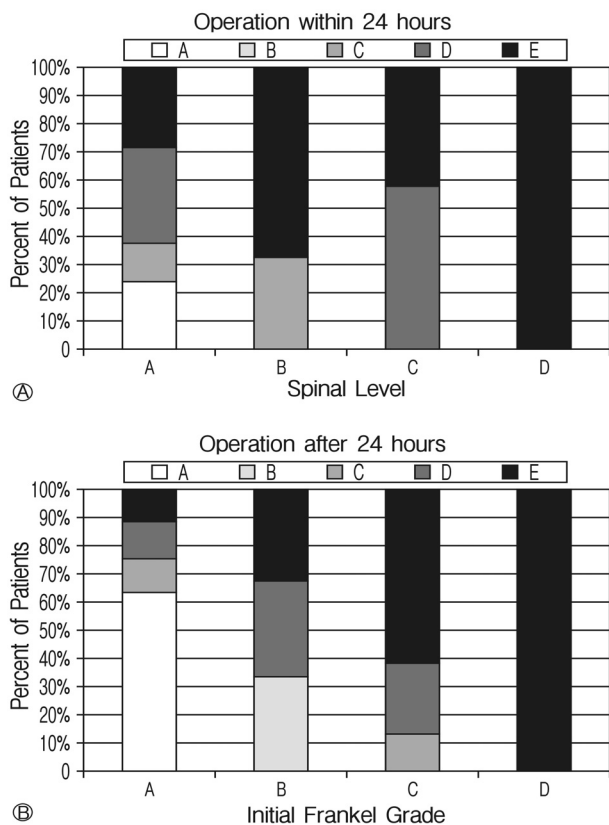 Operation within 24 hours
A B C D E
100%
90%
80%
70%
60%
50%
40%
30%
20%
10%
0
Percent of Patients
A B C D
Spinal Level
Ⓐ
Operation after 24 hours
A B C D E
100%
90%
80%
70%
60%
50%
40%
30%
20%
10%
0
Percent of Patients
A B C D
Initial Frankel Grade
Ⓑ